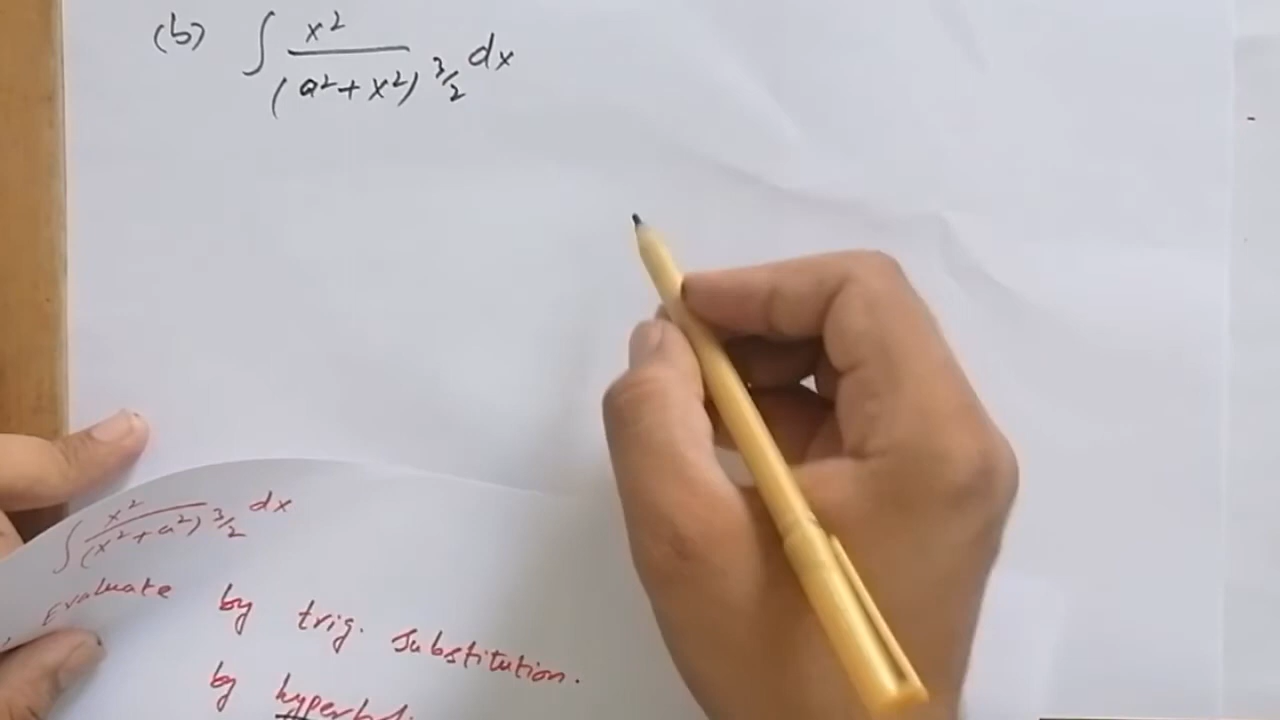 (b) ∫ x² / (a² + x²)^3/2 dx
∫ x² / (x² + a²)^3/2 dx
Evaluate by trig. substitution.
by